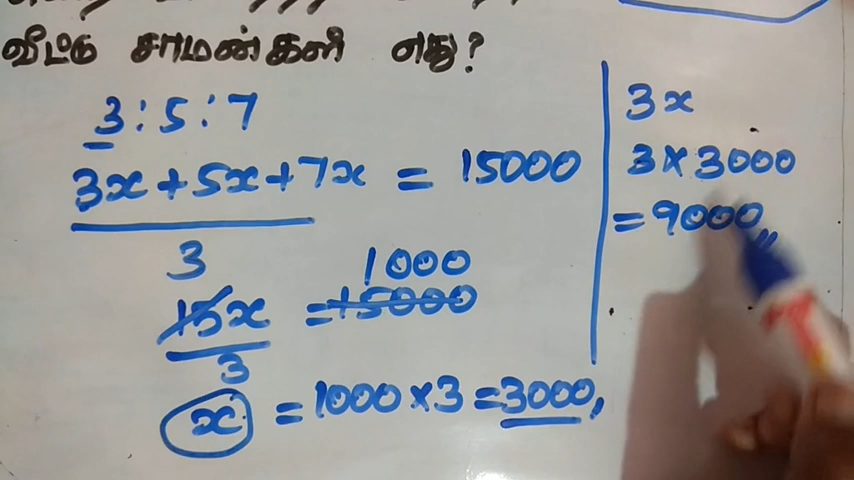 வீட்டு சாமன்களி எது?
3 : 5 : 7
3x + 5x + 7x = 15000
3
1000
15x = 15000
3
x = 1000 × 3 = 3000,
3x
3 × 3000
= 9000,,